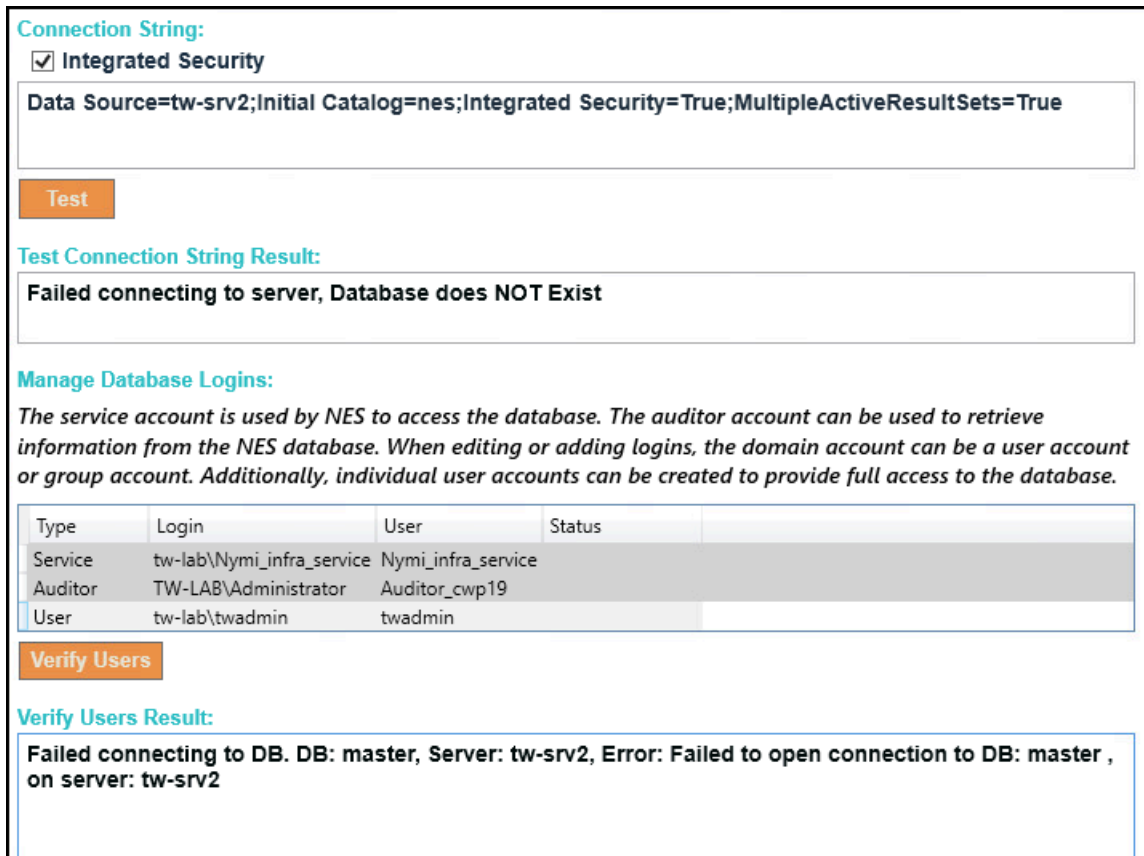 Connection String:
Integrated Security
Data Source=tw-srv2;Initial Catalog=nes;Integrated Security=True;MultipleActiveResultSets=True
Test
Test Connection String Result:
Failed connecting to server, Database does NOT Exist
Manage Database Logins:
The service account is used by NES to access the database. The auditor account can be used to retrieve
information from the NES database. When editing or adding logins, the domain account can be a user account
or group account. Additionally, individual user accounts can be created to provide full access to the database.
Type Login User Status
Service tw-lab\Nymi_infra_service Nymi_infra_service
Auditor TW-LAB\Administrator Auditor_cwp19
User tw-lab\twadmin twadmin
Verify Users
Verify Users Result:
Failed connecting to DB. DB: master, Server: tw-srv2, Error: Failed to open connection to DB: master ,
on server: tw-srv2